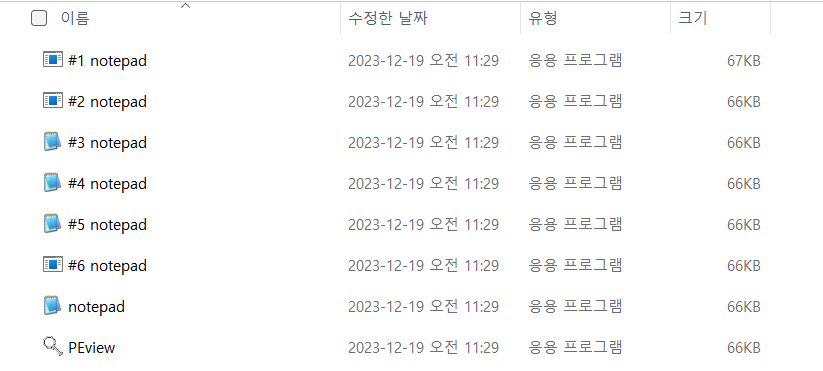 이름 수정한 날짜 유형 크기
#1 notepad 2023-12-19 오전 11:29 응용 프로그램 67KB
#2 notepad 2023-12-19 오전 11:29 응용 프로그램 66KB
#3 notepad 2023-12-19 오전 11:29 응용 프로그램 66KB
#4 notepad 2023-12-19 오전 11:29 응용 프로그램 66KB
#5 notepad 2023-12-19 오전 11:29 응용 프로그램 66KB
#6 notepad 2023-12-19 오전 11:29 응용 프로그램 66KB
notepad 2023-12-19 오전 11:29 응용 프로그램 66KB
PEview 2023-12-19 오전 11:29 응용 프로그램 66KB